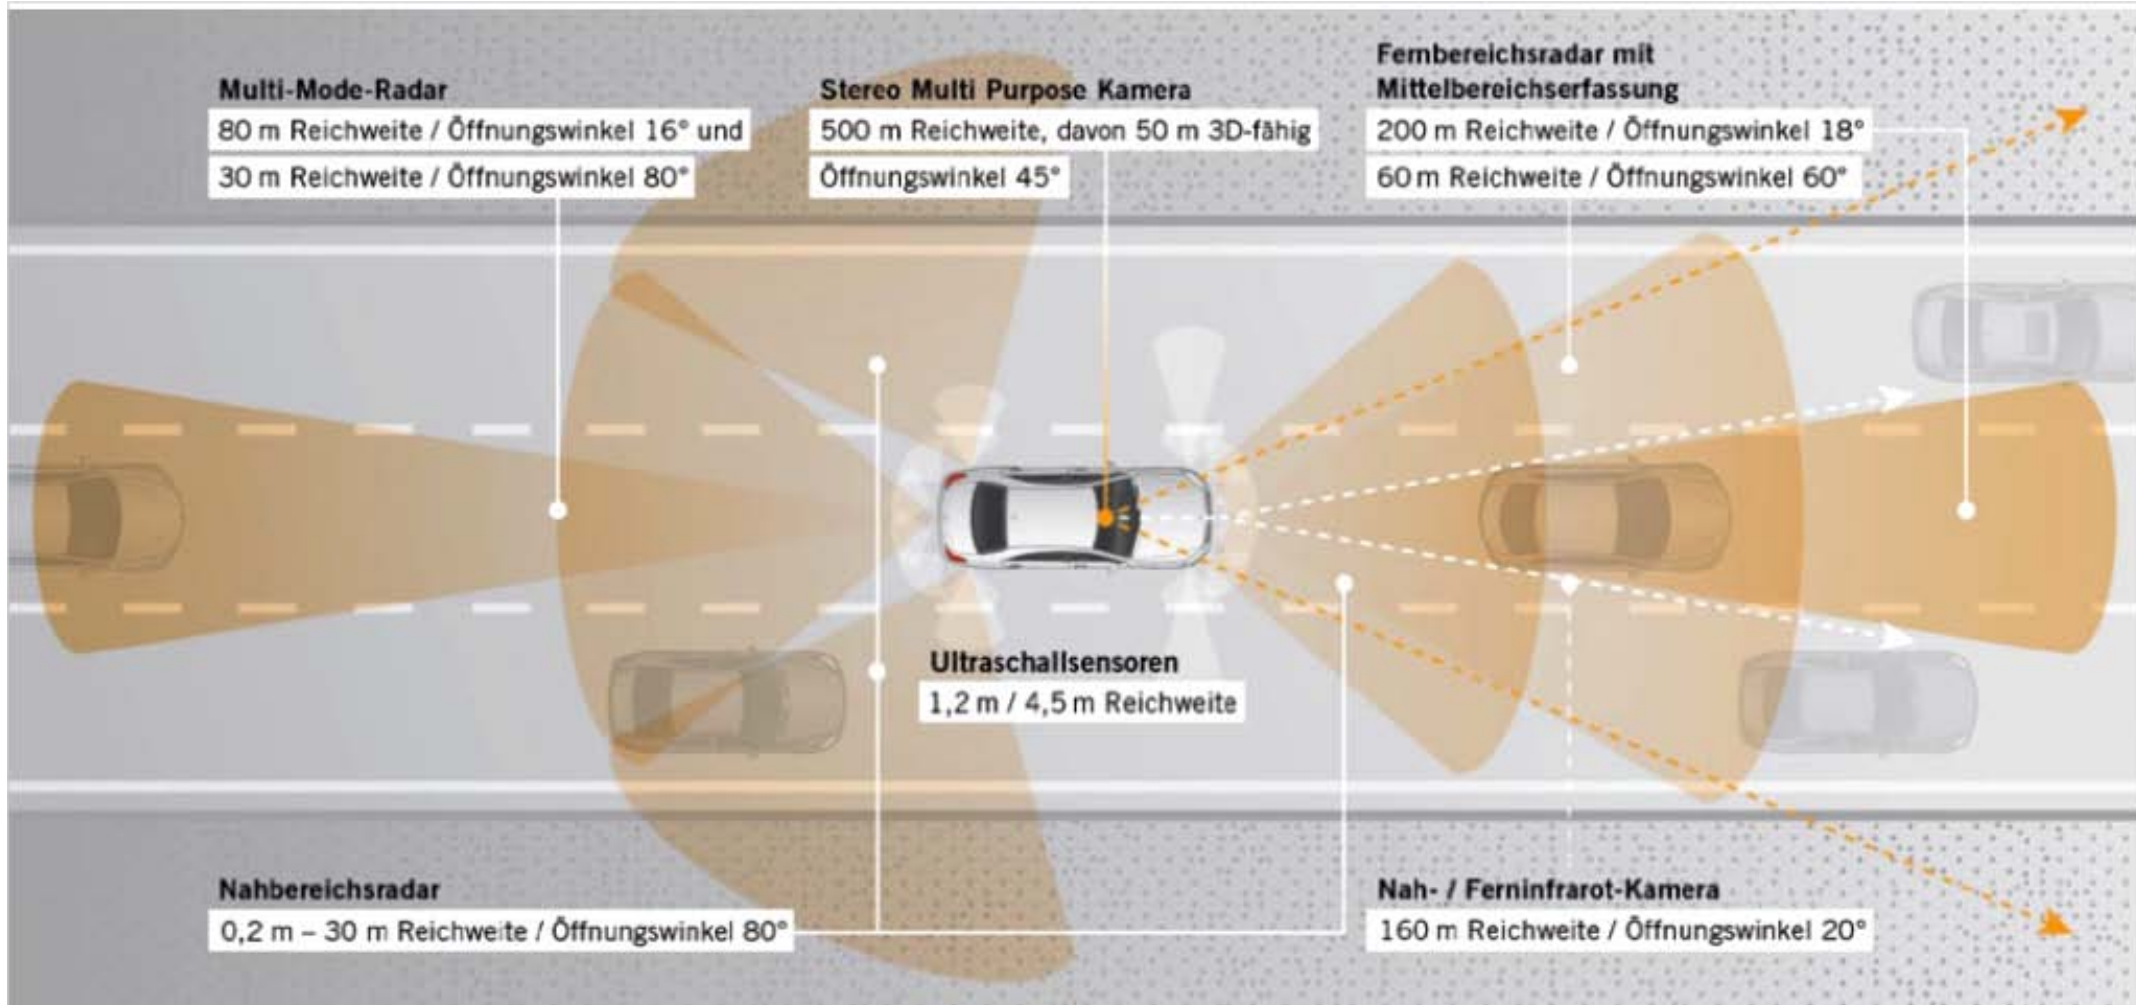 Multi-Mode-Radar
80 m Reichweite / Öffnungswinkel 16° und
30 m Reichweite / Öffnungswinkel 80°
Stereo Multi Purpose Kamera
500 m Reichweite, davon 50 m 3D-fähig
Öffnungswinkel 45°
Fernbereichsradar mit
Mittelbereichserfassung
200 m Reichweite / Öffnungswinkel 18°
60 m Reichweite / Öffnungswinkel 60°
Ultraschallsensoren
1,2 m / 4,5 m Reichweite
Nahbereichsradar
0,2 m – 30 m Reichweite / Öffnungswinkel 80°
Nah- / Ferninfrarot-Kamera
160 m Reichweite / Öffnungswinkel 20°